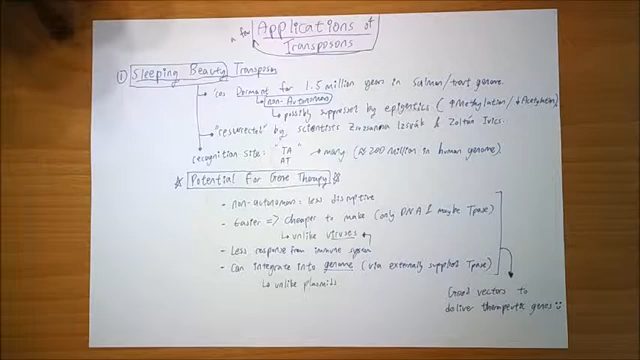 a few
Applications of
Transposons
① Sleeping Beauty Transposon
'cos Dormant for 1.5 million years in salmon/trout genome
non-Autonomous
possibly suppressed by epigenetics (↑Methylation/↓Acetylation)
"resurrected" by scientists Zsuzsanna Izsvák & Zoltán Ivics.
recognition site: "TA" → many (≈ 200 million in human genome).
AT
☆ Potential For Gene Therapy ☆
- non-autonomous: less disruptive
- Easier => Cheaper to make (only DNA & maybe Tpase)
unlike viruses
- Less response from immune system
- Can integrate into genome (via externally supplied Tpase)
unlike plasmids
Good vectors to
deliver therapeutic genes :)